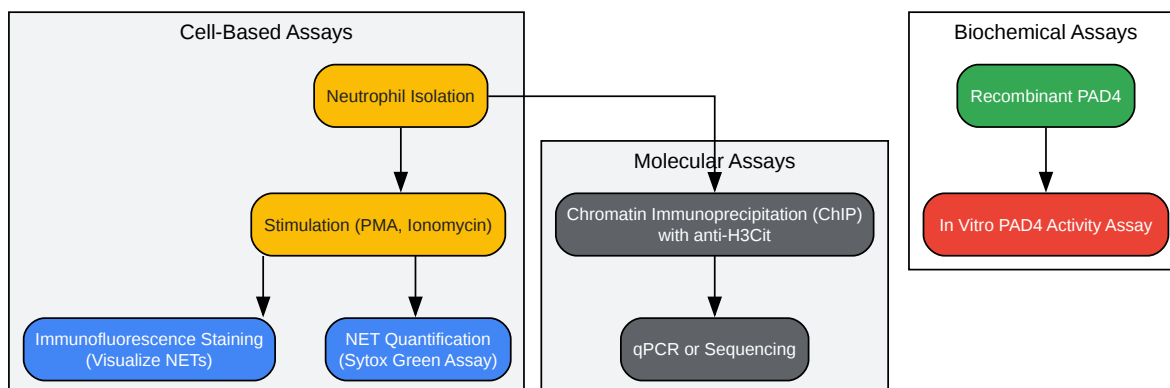 Cell-Based Assays
Neutrophil Isolation
Stimulation (PMA, Ionomycin)
Immunofluorescence Staining
(Visualize NETs)
NET Quantification
(Sytox Green Assay)
Molecular Assays
Chromatin Immunoprecipitation (ChIP)
with anti-H3Cit
qPCR or Sequencing
Biochemical Assays
Recombinant PAD4
In Vitro PAD4 Activity Assay